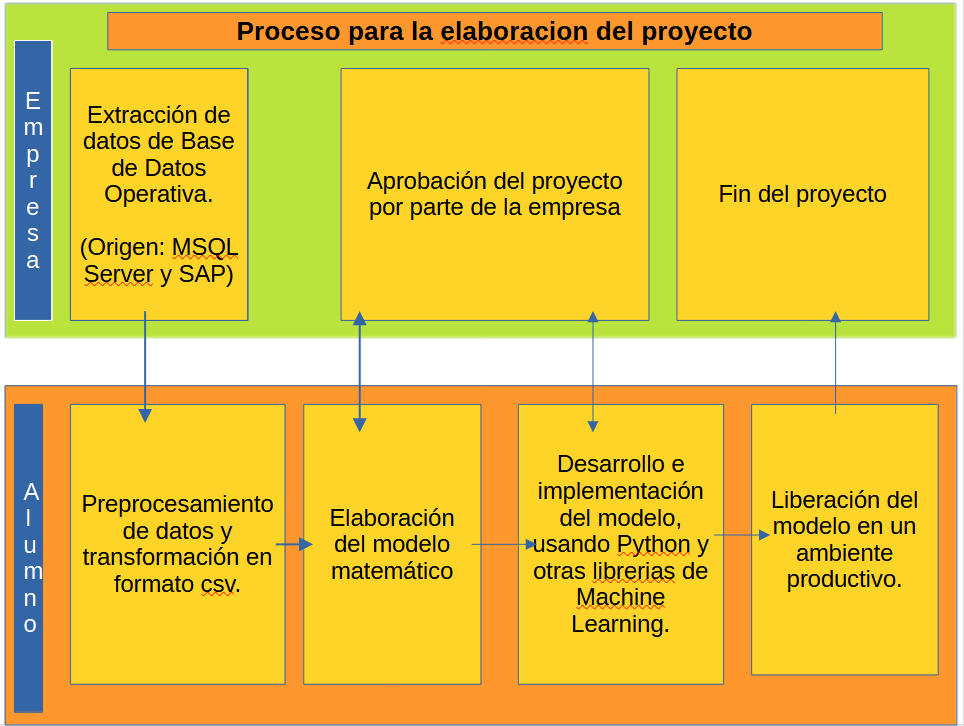 Proceso para la elaboracion del proyecto
Empresa
Extracción de
datos de Base
de Datos
Operativa.
(Origen: MSQL
Server y SAP)
Aprobación del proyecto
por parte de la empresa
Fin del proyecto
Alumno
Preprocesamiento
de datos y
transformación en
formato csv.
Elaboración
del modelo
matemático
Desarrollo e
implementación
del modelo,
usando Python y
otras librerias de
Machine
Learning.
Liberación del
modelo en un
ambiente
productivo.